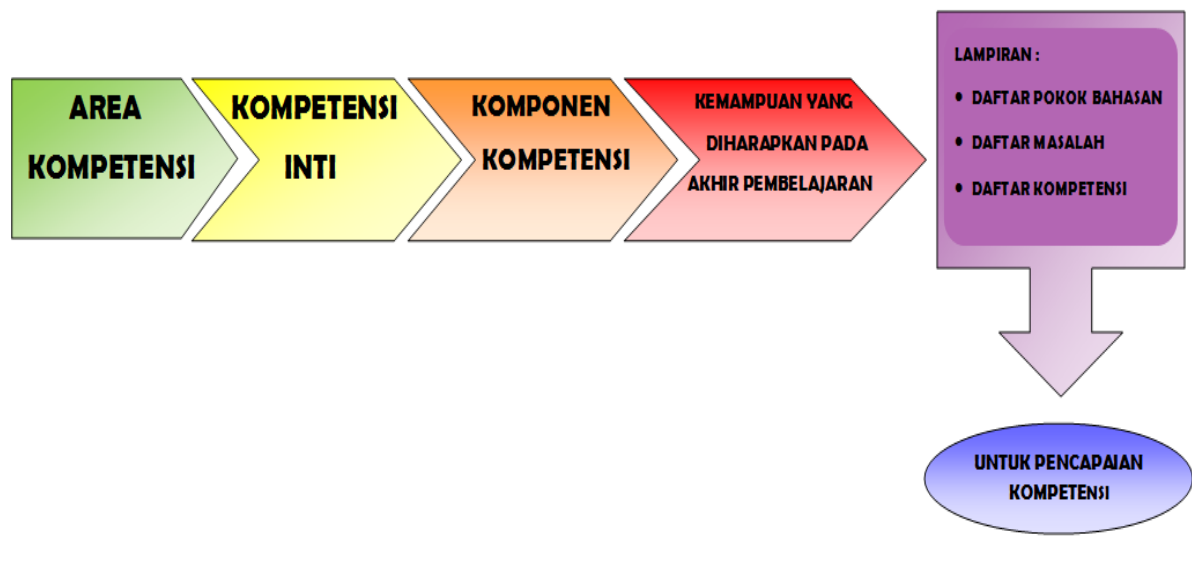 AREA
KOMPETENSI
KOMPETENSI
INTI
KOMPONEN
KOMPETENSI
KEMAMPUAN YANG
DIHARAPKAN PADA
AKHIR PEMBELAJARAN
LAMPIRAN :
• DAFTAR POKOK BAHASAN
• DAFTAR MASALAH
• DAFTAR KOMPETENSI
UNTUK PENCAPAIAN
KOMPETENSI